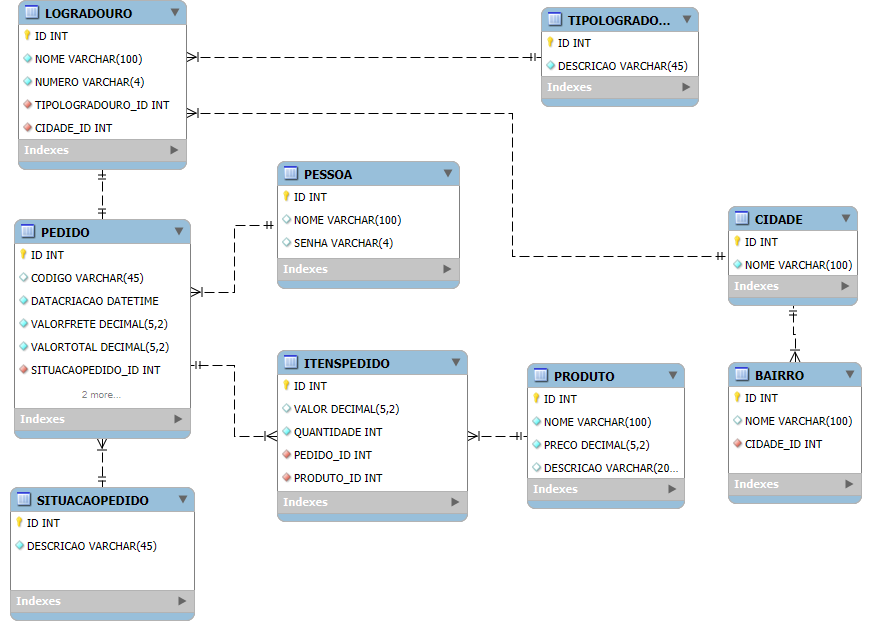 LOGRADOURO
ID INT
NOME VARCHAR(100)
NUMERO VARCHAR(4)
TIPOLOGRADOURO_ID INT
CIDADE_ID INT
Indexes
TIPOLOGRADO...
ID INT
DESCRICAO VARCHAR(45)
Indexes
PESSOA
ID INT
NOME VARCHAR(100)
SENHA VARCHAR(4)
Indexes
CIDADE
ID INT
NOME VARCHAR(100)
Indexes
PEDIDO
ID INT
CODIGO VARCHAR(45)
DATACRIACAO DATETIME
VALORFRETE DECIMAL(5,2)
VALORTOTAL DECIMAL(5,2)
SITUACAOPEDIDO_ID INT
2 more...
Indexes
ITENSPEDIDO
ID INT
VALOR DECIMAL(5,2)
QUANTIDADE INT
PEDIDO_ID INT
PRODUTO_ID INT
Indexes
PRODUTO
ID INT
NOME VARCHAR(100)
PRECO DECIMAL(5,2)
DESCRICAO VARCHAR(20...
Indexes
BAIRRO
ID INT
NOME VARCHAR(100)
CIDADE_ID INT
Indexes
SITUACAOPEDIDO
ID INT
DESCRICAO VARCHAR(45)
Indexes